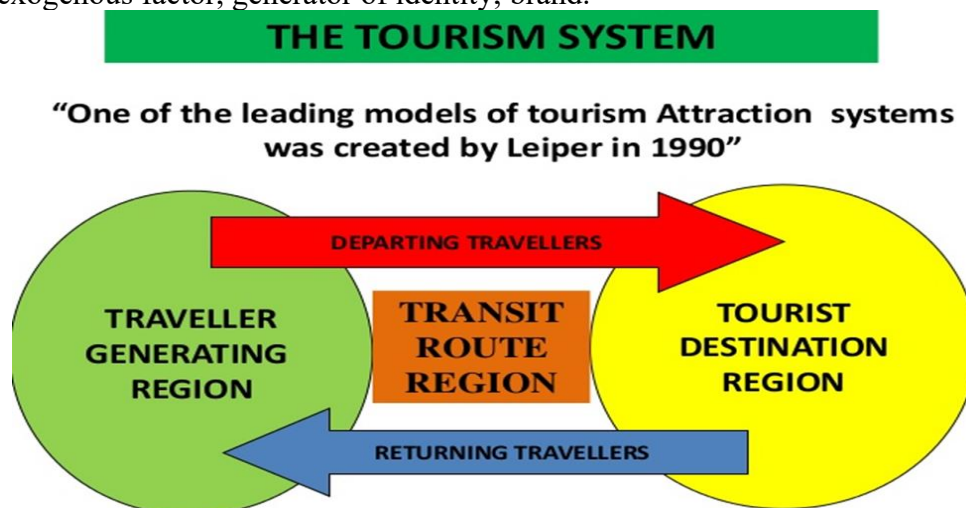 exogenous factor, generator of identity, brand.
THE TOURISM SYSTEM
“One of the leading models of tourism Attraction systems
was created by Leiper in 1990”
DEPARTING TRAVELLERS
TRAVELLER
GENERATING
REGION
TRANSIT
ROUTE
REGION
TOURIST
DESTINATION
REGION
RETURNING TRAVELLERS